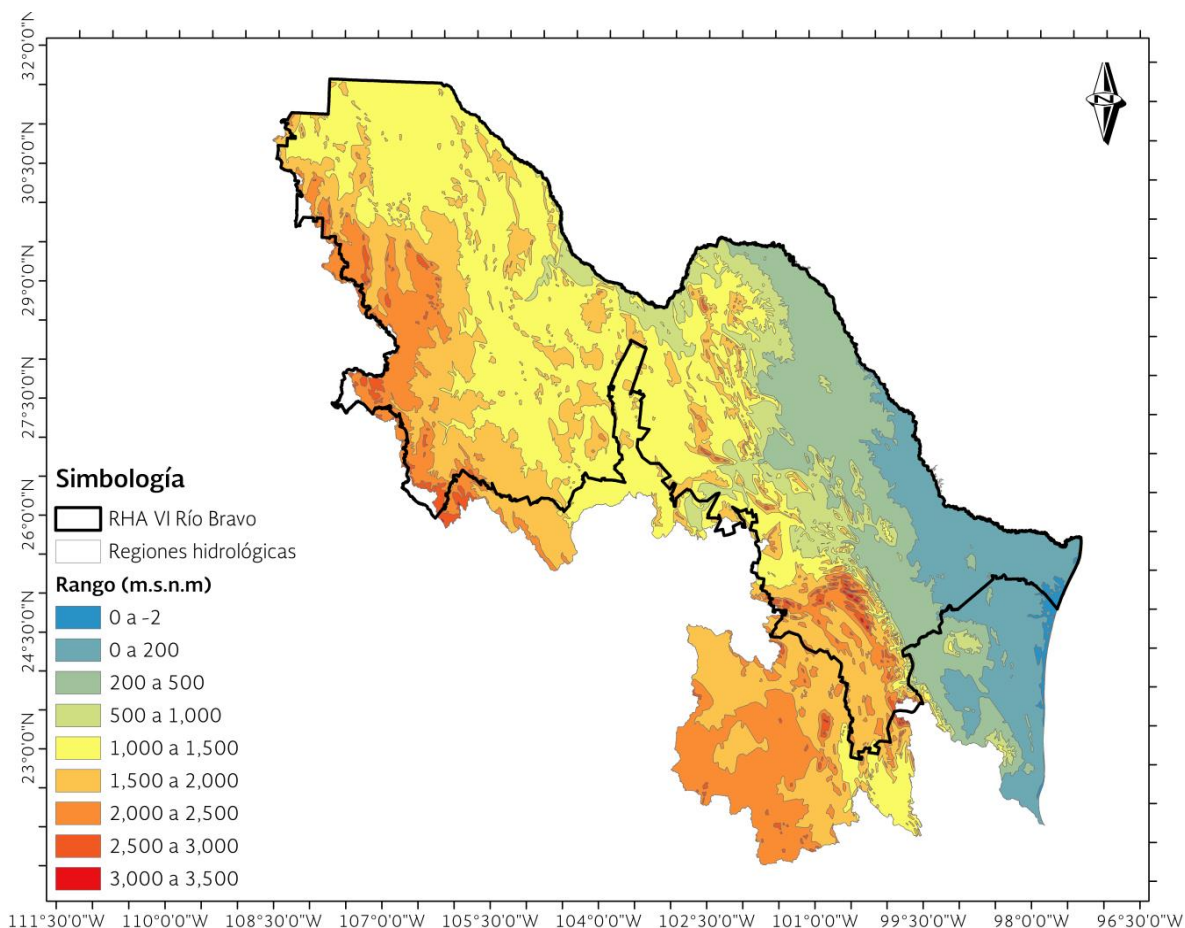 32°0'0"N
30°30'0"N
29°0'0"N
27°30'0"N
26°0'0"N
24°30'0"N
23°0'0"N
N
Simbología
RHA VI Río Bravo
Regiones hidrológicas
Rango (m.s.n.m)
0 a -2
0 a 200
200 a 500
500 a 1,000
1,000 a 1,500
1,500 a 2,000
2,000 a 2,500
2,500 a 3,000
3,000 a 3,500
111°30'0"W 110°0'0"W 108°30'0"W 107°0'0"W 105°30'0"W 104°0'0"W 102°30'0"W 101°0'0"W 99°30'0"W 98°0'0"W 96°30'0"W